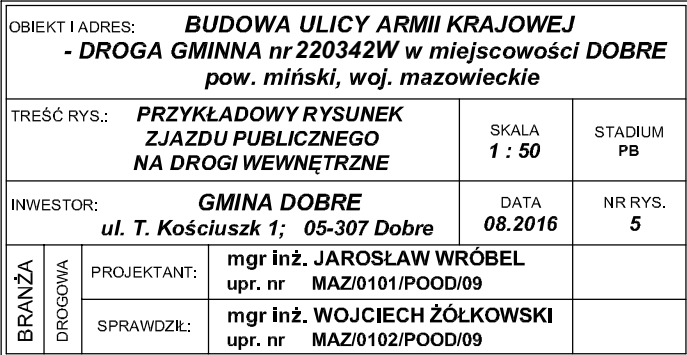 OBIEKT I ADRES: BUDOWA ULICY ARMII KRAJOWEJ
- DROGA GMINNA nr 220342W w miejscowości DOBRE
pow. miński, woj. mazowieckie
TREŚĆ RYS.: PRZYKŁADOWY RYSUNEK
ZJAZDU PUBLICZNEGO
NA DROGI WEWNĘTRZNE
SKALA
1 : 50
STADIUM
PB
INWESTOR: GMINA DOBRE
ul. T. Kościuszk 1; 05-307 Dobre
DATA
08.2016
NR RYS.
5
BRANŻA
DROGOWA
PROJEKTANT: mgr inż. JAROSŁAW WRÓBEL
upr. nr MAZ/0101/POOD/09
SPRAWDZIŁ: mgr inż. WOJCIECH ŻÓŁKOWSKI
upr. nr MAZ/0102/POOD/09